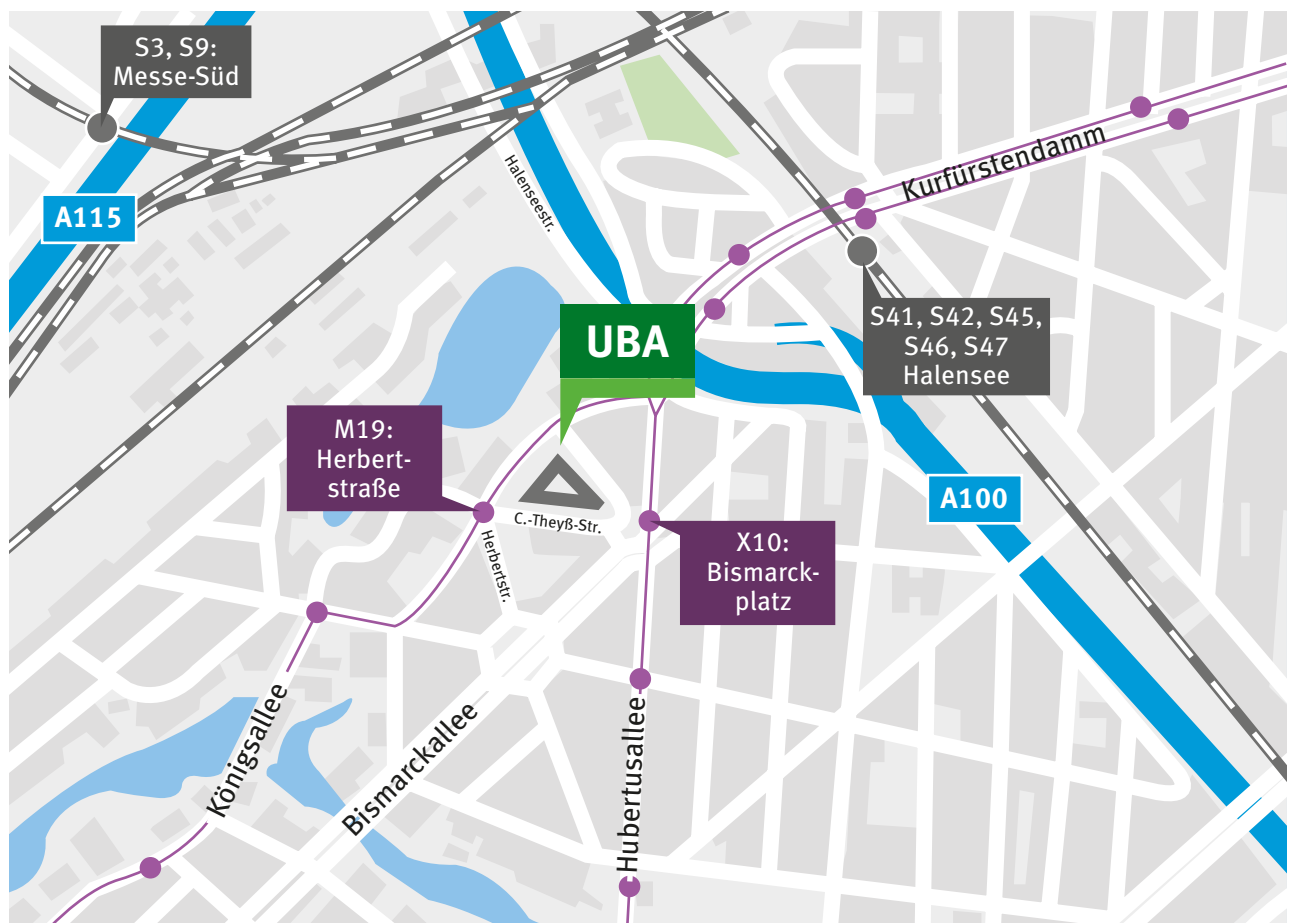 S3, S9:
Messe-Süd
A115
Halenseestr.
Kurfürstendamm
UBA
S41, S42, S45,
S46, S47
Halensee
M19:
Herbert-
straße
A100
C.-Theyß-Str.
Herbertstr.
X10:
Bismarck-
platz
Königsallee
Bismarckallee
Hubertusallee